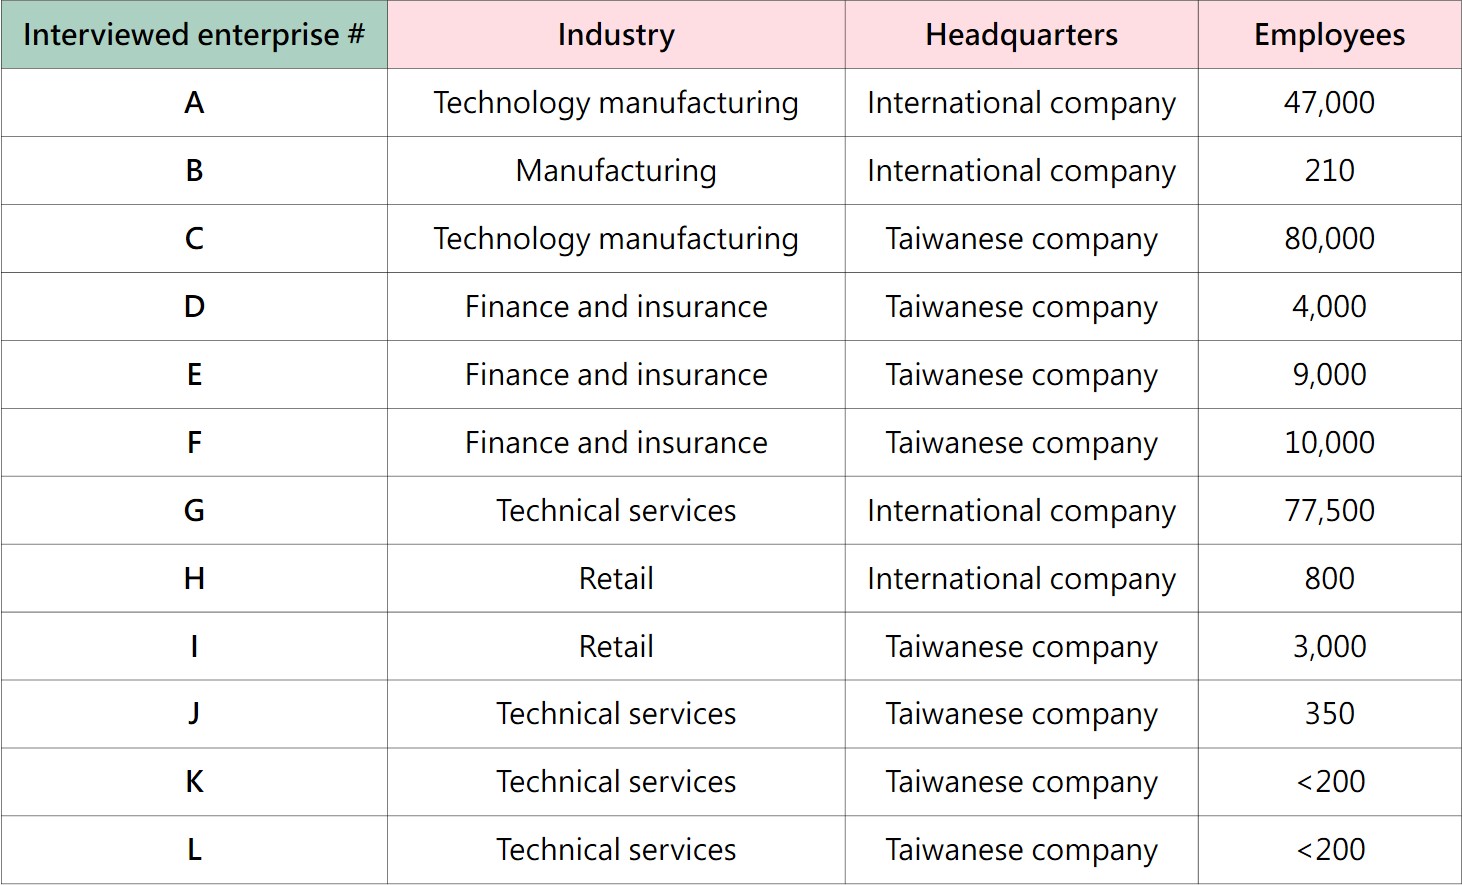 Interviewed enterprise # Industry Headquarters Employees
A Technology manufacturing International company 47,000
B Manufacturing International company 210
C Technology manufacturing Taiwanese company 80,000
D Finance and insurance Taiwanese company 4,000
E Finance and insurance Taiwanese company 9,000
F Finance and insurance Taiwanese company 10,000
G Technical services International company 77,500
H Retail International company 800
I Retail Taiwanese company 3,000
J Technical services Taiwanese company 350
K Technical services Taiwanese company <200
L Technical services Taiwanese company <200